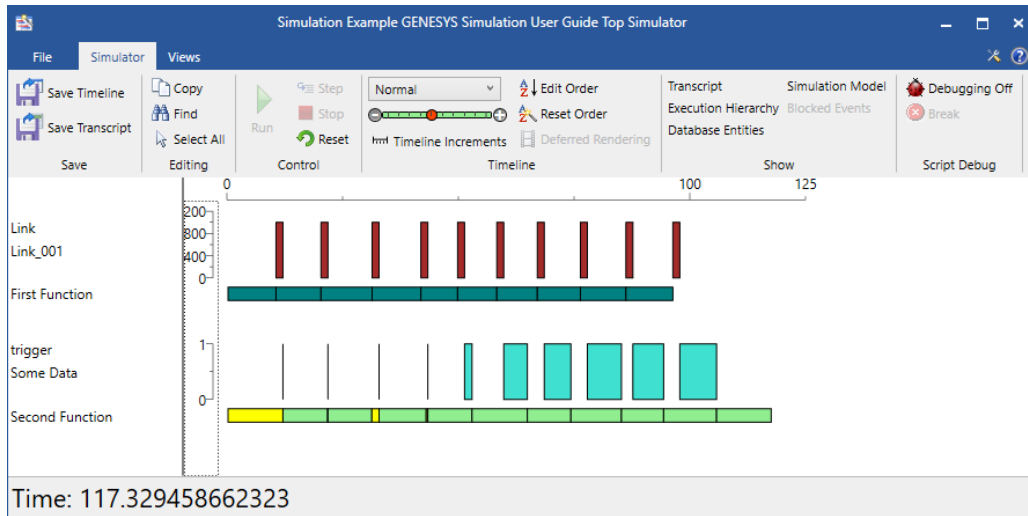 Simulation Example GENESYS Simulation User Guide Top Simulator
File Simulator Views
Save Timeline
Save Transcript
Save
Copy
Find
Select All
Editing
Run
Step
Stop
Reset
Control
Normal
Timeline Increments
Edit Order
Reset Order
Deferred Rendering
Timeline
Transcript Simulation Model
Execution Hierarchy Blocked Events
Database Entities
Show
Debugging Off
Break
Script Debug
0 100 125
200
Link
800
Link_001
400
0
First Function
trigger
1
Some Data
0
Second Function
Time: 117.329458662323